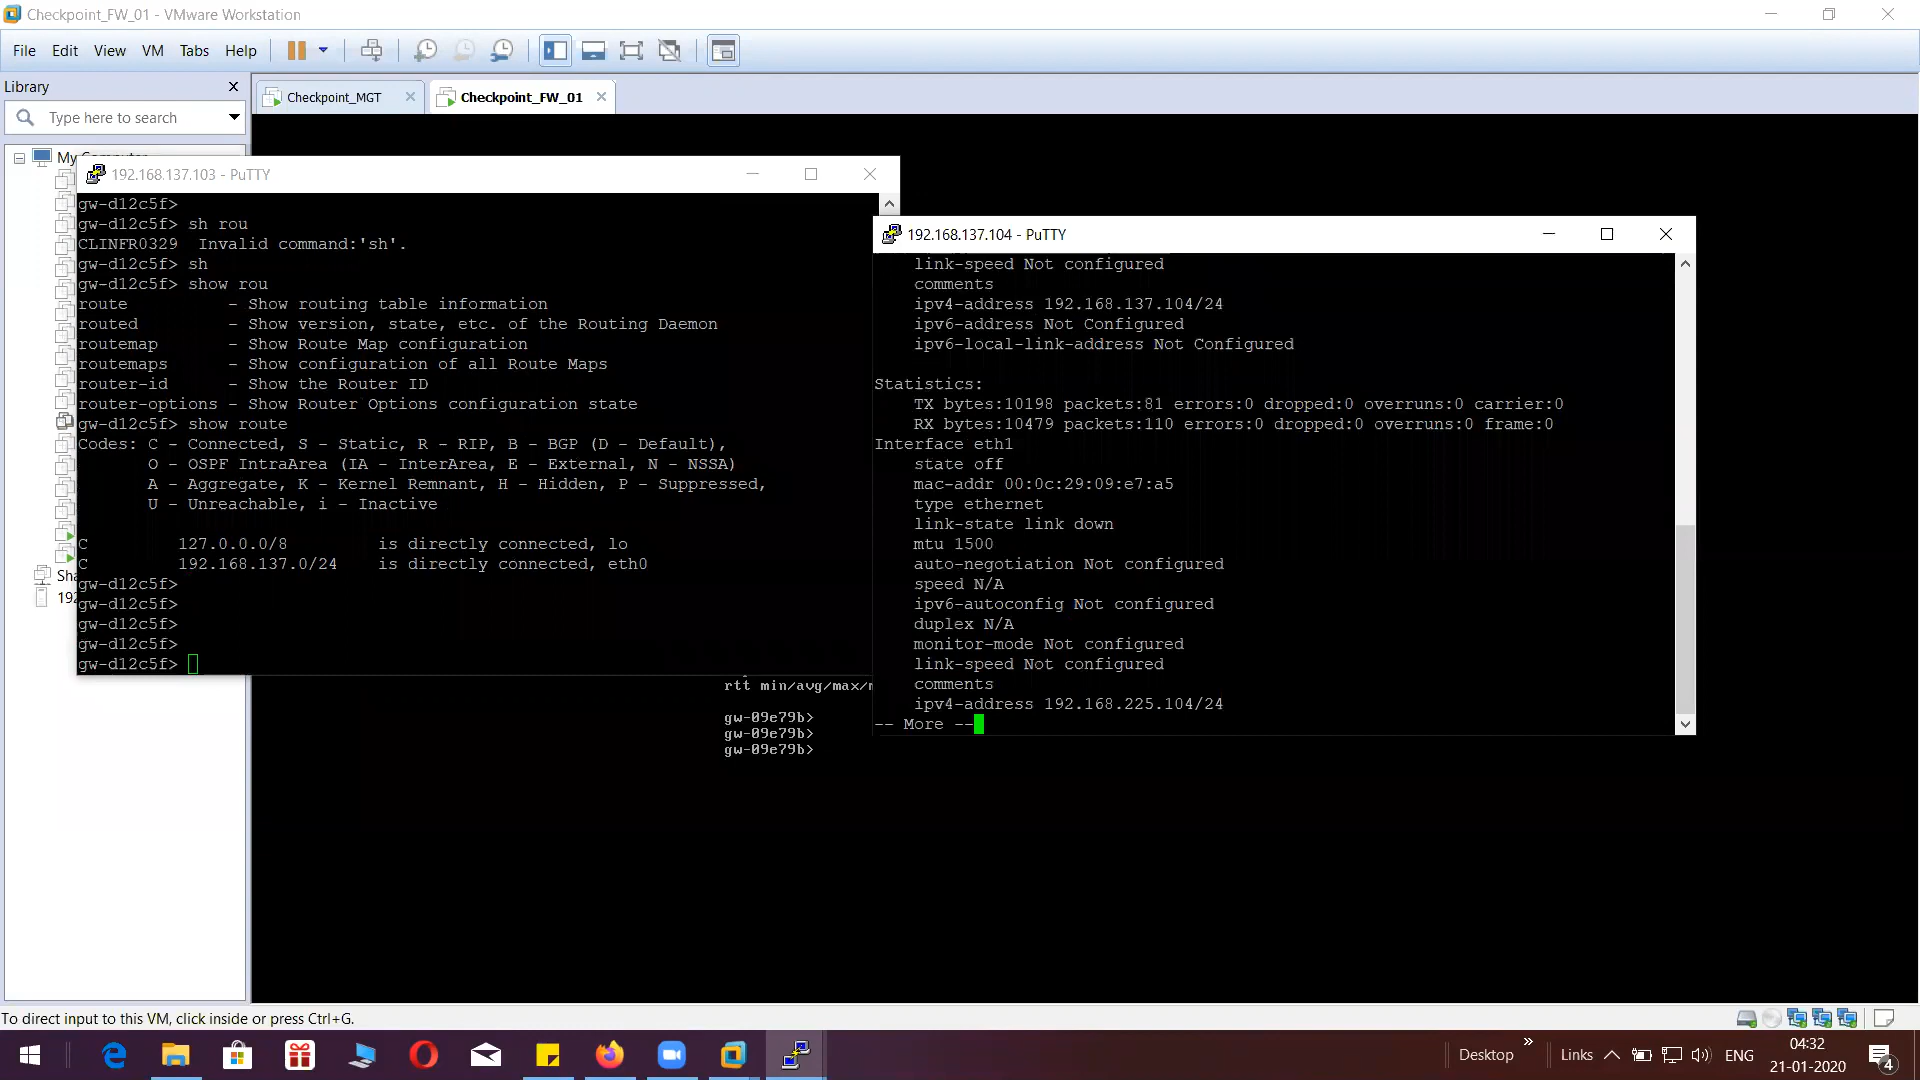 Checkpoint_FW_01 - VMware Workstation
File Edit View VM Tabs Help
Library
Type here to search
Checkpoint_MGT
Checkpoint_FW_01
192.168.137.103 - PuTTY
gw-d12c5f>
gw-d12c5f> sh rou
CLINFR0329  Invalid command:'sh'.
gw-d12c5f> sh
gw-d12c5f> show rou
route          - Show routing table information
routed         - Show version, state, etc. of the Routing Daemon
routemap       - Show Route Map configuration
routemaps      - Show configuration of all Route Maps
router-id      - Show the Router ID
router-options - Show Router Options configuration state
gw-d12c5f> show route
Codes: C - Connected, S - Static, R - RIP, B - BGP (D - Default),
       O - OSPF IntraArea (IA - InterArea, E - External, N - NSSA)
       A - Aggregate, K - Kernel Remnant, H - Hidden, P - Suppressed,
       U - Unreachable, i - Inactive
C         127.0.0.0/8         is directly connected, lo
C         192.168.137.0/24    is directly connected, eth0
gw-d12c5f>
gw-d12c5f>
gw-d12c5f>
gw-d12c5f>
gw-d12c5f>
rtt min/avg/max/
gw-09e79b>
gw-09e79b>
gw-09e79b>
192.168.137.104 - PuTTY
link-speed Not configured
comments
ipv4-address 192.168.137.104/24
ipv6-address Not Configured
ipv6-local-link-address Not Configured
Statistics:
TX bytes:10198 packets:81 errors:0 dropped:0 overruns:0 carrier:0
RX bytes:10479 packets:110 errors:0 dropped:0 overruns:0 frame:0
Interface eth1
state off
mac-addr 00:0c:29:09:e7:a5
type ethernet
link-state link down
mtu 1500
auto-negotiation Not configured
speed N/A
ipv6-autoconfig Not configured
duplex N/A
monitor-mode Not configured
link-speed Not configured
comments
ipv4-address 192.168.225.104/24
-- More --
To direct input to this VM, click inside or press Ctrl+G.
Desktop » Links ENG
04:32
21-01-2020
4